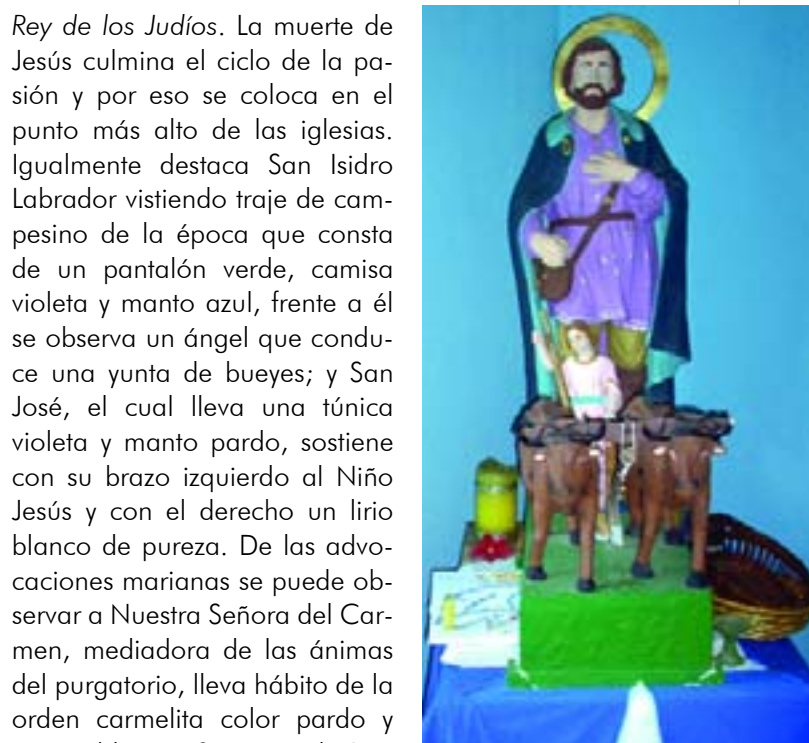 Rey de los Judíos. La muerte de
Jesús culmina el ciclo de la pa-
sión y por eso se coloca en el
punto más alto de las iglesias.
Igualmente destaca San Isidro
Labrador vistiendo traje de cam-
pesino de la época que consta
de un pantalón verde, camisa
violeta y manto azul, frente a él
se observa un ángel que condu-
ce una yunta de bueyes; y San
José, el cual lleva una túnica
violeta y manto pardo, sostiene
con su brazo izquierdo al Niño
Jesús y con el derecho un lirio
blanco de pureza. De las advo-
caciones marianas se puede ob-
servar a Nuestra Señora del Car-
men, mediadora de las ánimas
del purgatorio, lleva hábito de la
orden carmelita color pardo y